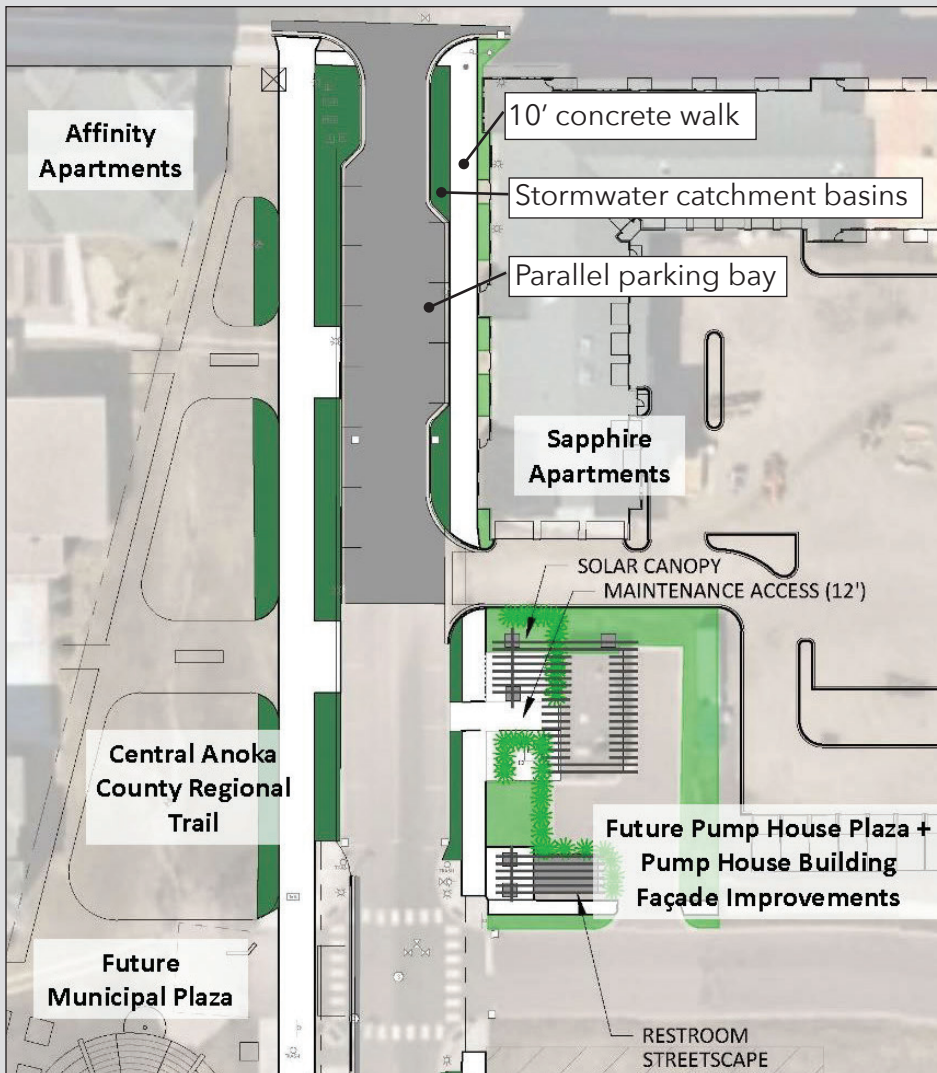 10’ concrete walk
Affinity
Apartments
Stormwater catchment basins
Parallel parking bay
Sapphire
Apartments
SOLAR CANOPY
MAINTENANCE ACCESS (12')
Central Anoka
County Regional
Trail
Future Pump House Plaza +
Pump House Building
Façade Improvements
Future
Municipal Plaza
RESTROOM
STREETSCAPE